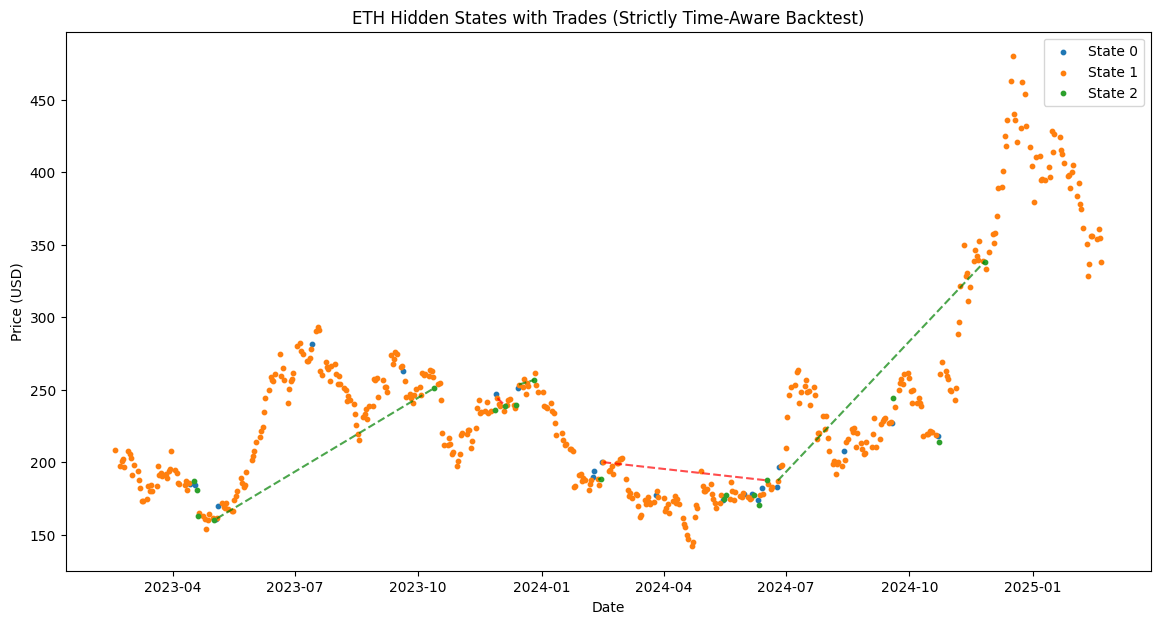 ETH Hidden States with Trades (Strictly Time-Aware Backtest)
State 0
State 1
State 2
Price (USD)
450
400
350
300
250
200
150
2023-04
2023-07
2023-10
2024-01
2024-04
2024-07
2024-10
2025-01
Date